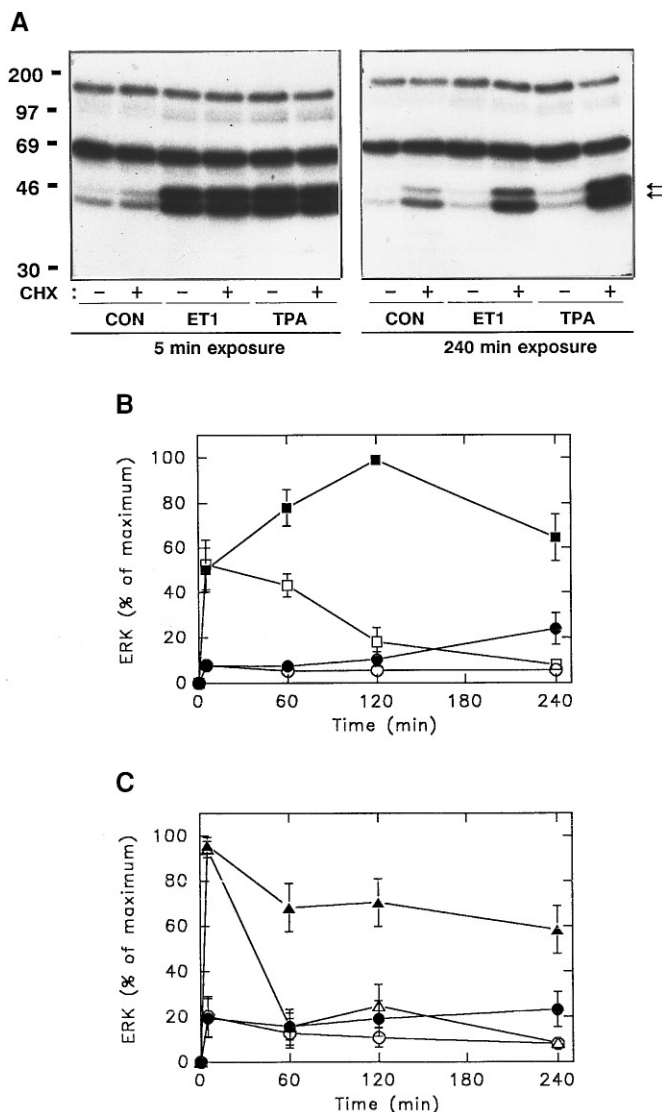 A
200
97
69
46
30
CHX : – + – + – + – + – + – +
CON ET1 TPA CON ET1 TPA
5 min exposure 240 min exposure
B
ERK (% of maximum)
100
80
60
40
20
0
0 60 120 180 240
Time (min)
C
ERK (% of maximum)
100
80
60
40
20
0
0 60 120 180 240
Time (min)